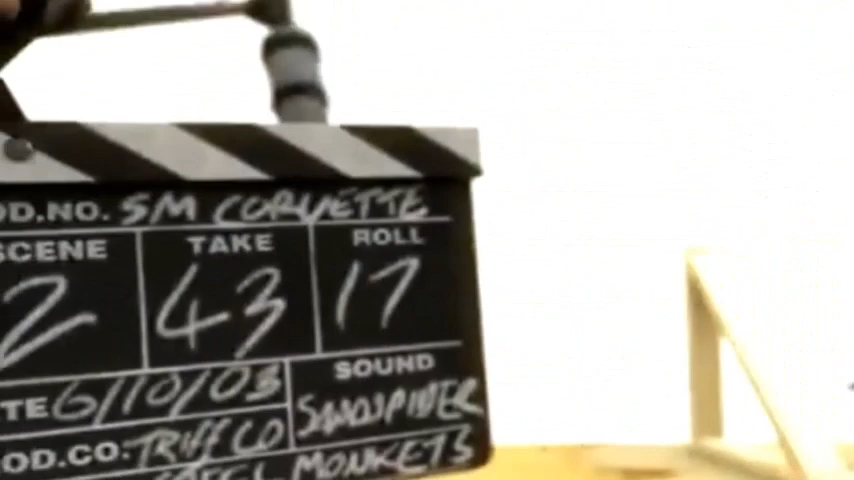 OD.NO. SM CORVETTE
SCENE TAKE ROLL
2 43 17
TE 6/10/03 SOUND
SANDSPIDER
OD.CO: TRIFFCO
MONKEYS